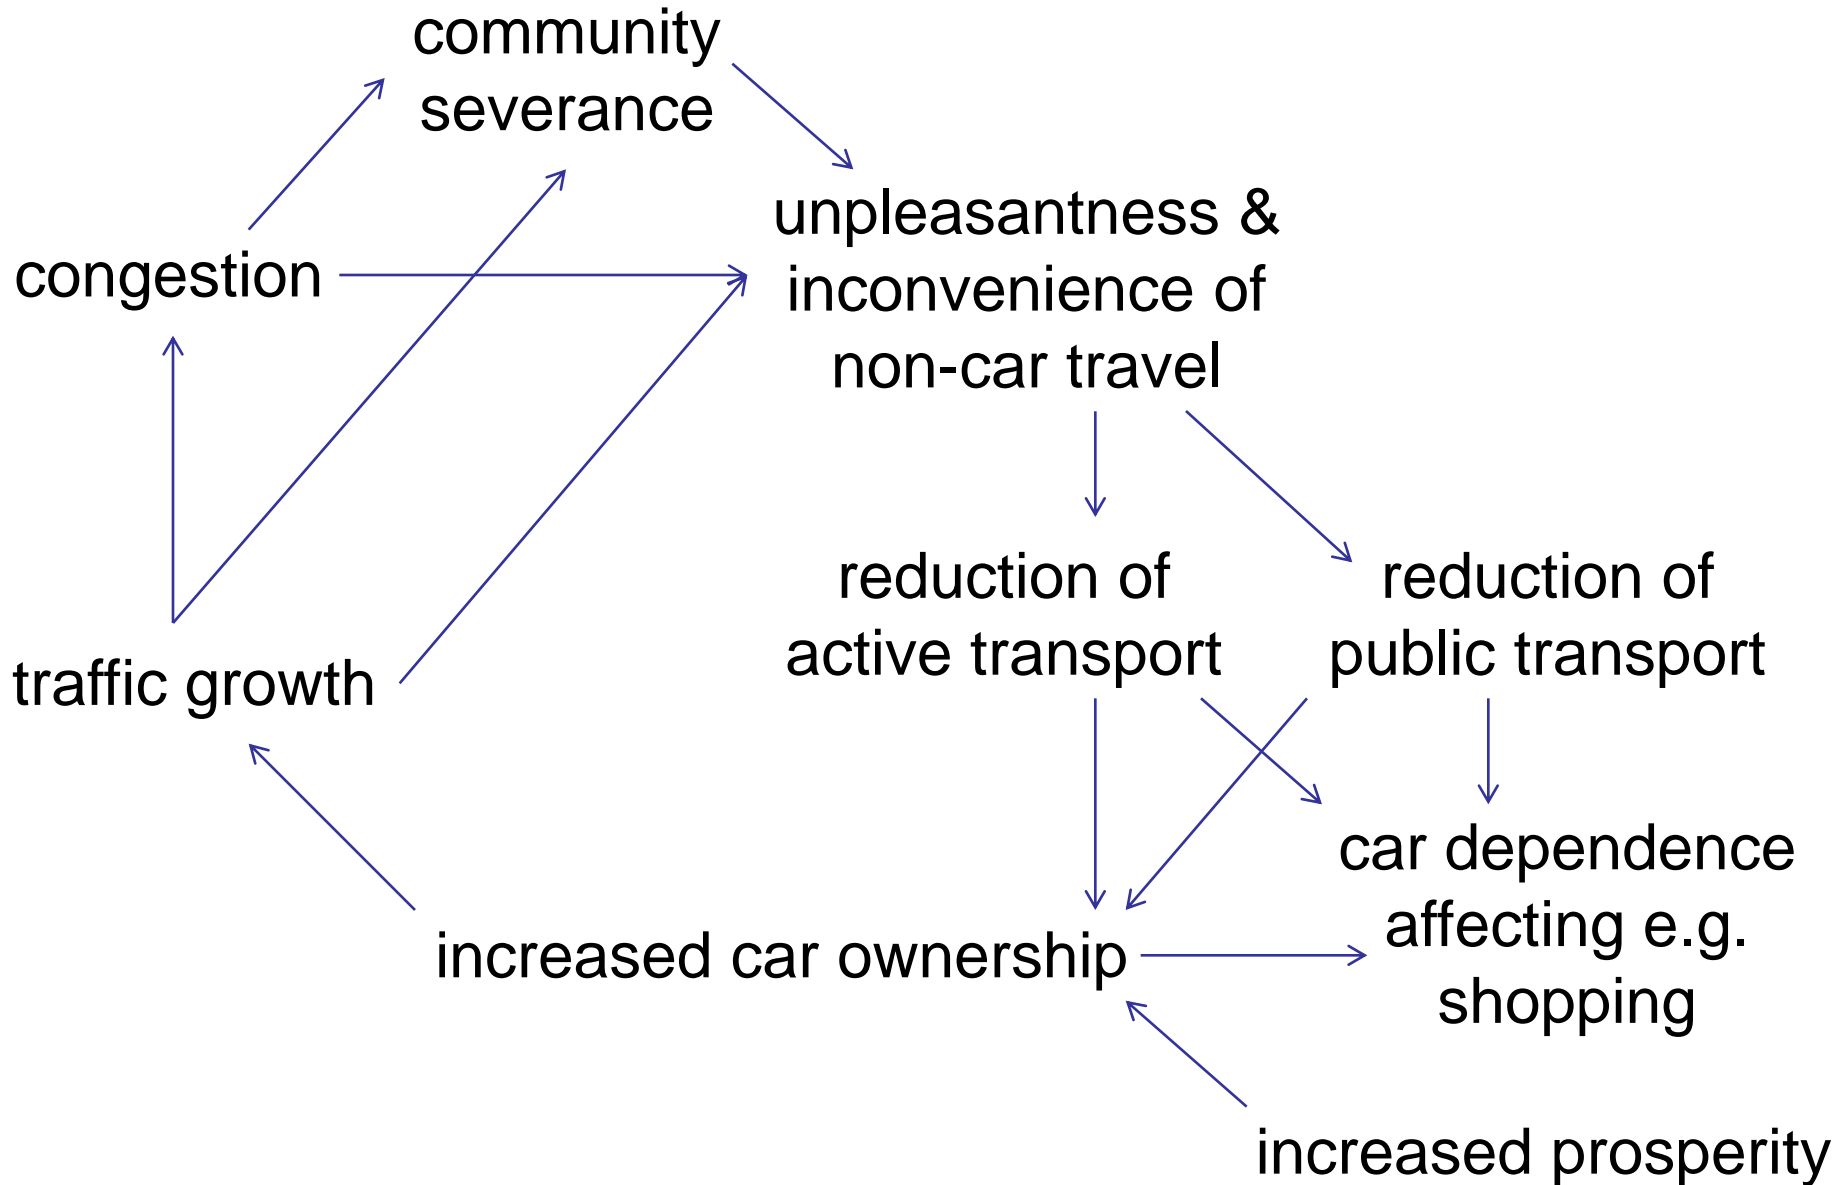 community
severance
unpleasantness &
inconvenience of
non-car travel
congestion
reduction of
active transport
reduction of
public transport
traffic growth
car dependence
affecting e.g.
shopping
increased car ownership
increased prosperity